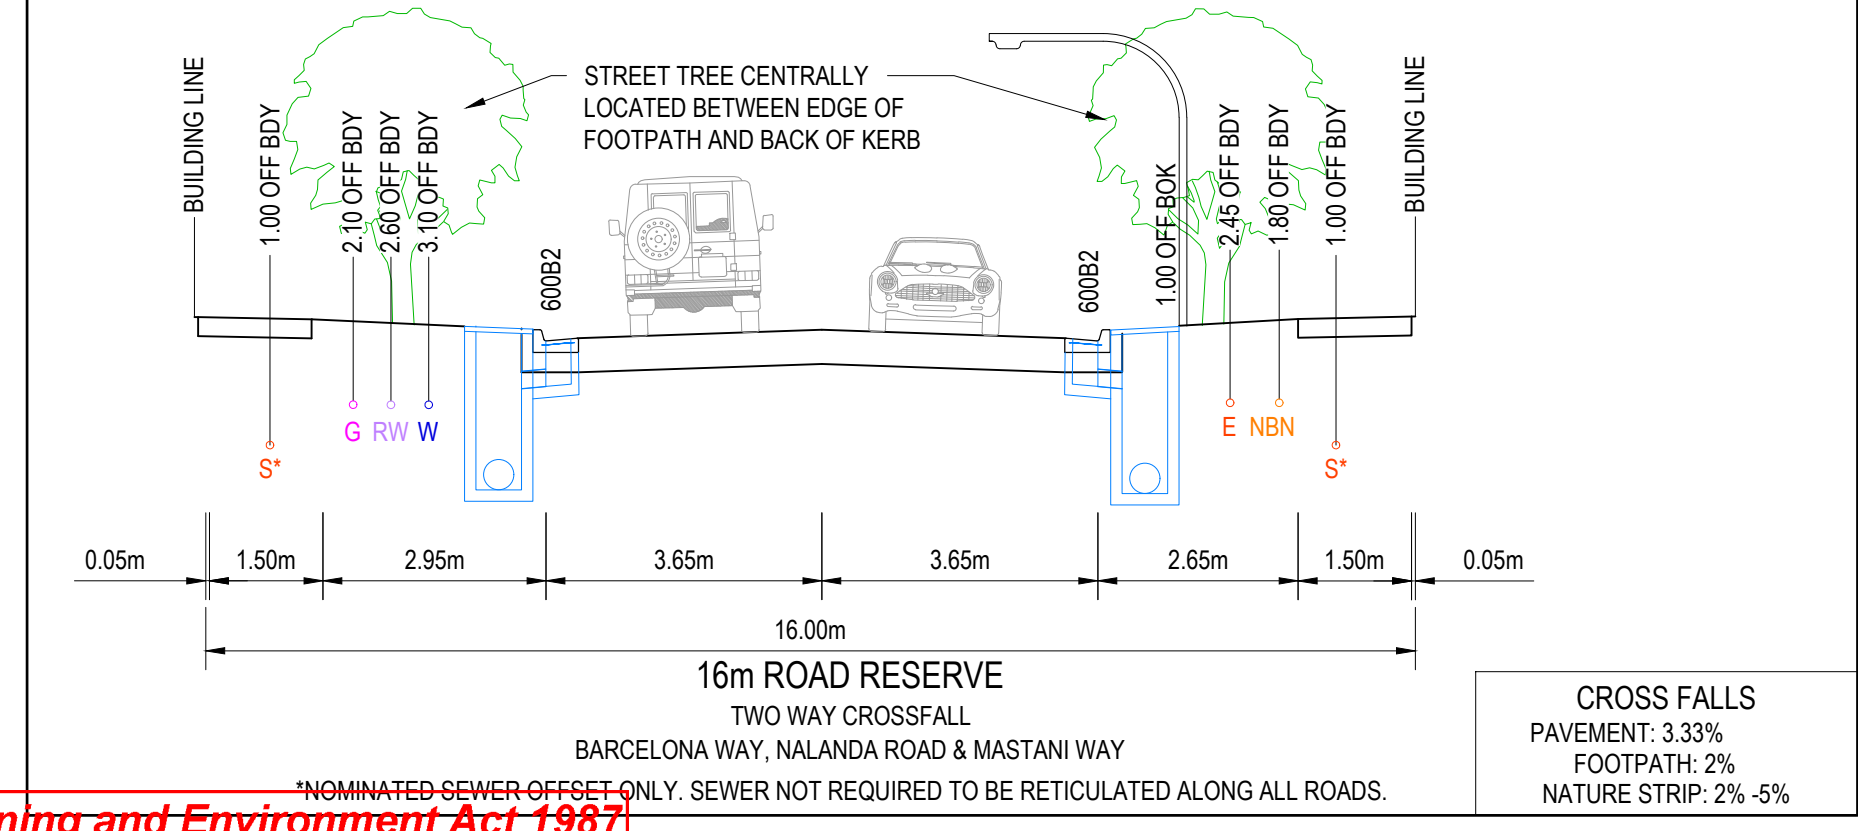 STREET TREE CENTRALLY
LOCATED BETWEEN EDGE OF
FOOTPATH AND BACK OF KERB
BUILDING LINE
1.00 OFF BDY
2.10 OFF BDY
2.60 OFF BDY
3.10 OFF BDY
600B2
600B2
1.00 OFF BOK
2.45 OFF BDY
1.80 OFF BDY
1.00 OFF BDY
BUILDING LINE
G RW W
E NBN
S*
S*
0.05m 1.50m 2.95m 3.65m 3.65m 2.65m 1.50m 0.05m
16.00m
16m ROAD RESERVE
TWO WAY CROSSFALL
BARCELONA WAY, NALANDA ROAD & MASTANI WAY
*NOMINATED SEWER OFFSET ONLY. SEWER NOT REQUIRED TO BE RETICULATED ALONG ALL ROADS.
CROSS FALLS
PAVEMENT: 3.33%
FOOTPATH: 2%
NATURE STRIP: 2% -5%
ning and Environment Act 1987